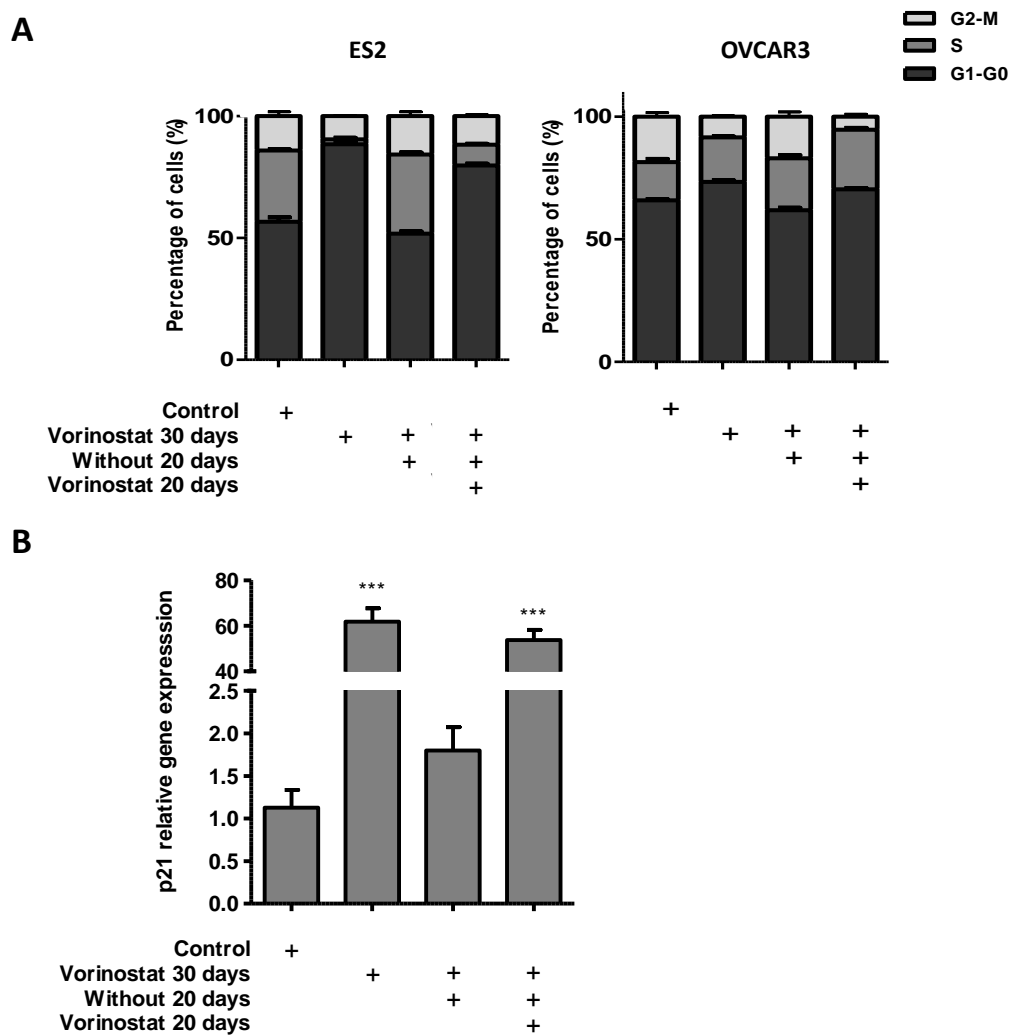 A
G2-M
S
G1-G0
ES2
OVCAR3
Percentage of cells (%)
100
50
0
Percentage of cells (%)
100
50
0
Control + +
Vorinostat 30 days + + + + + +
Without 20 days + + + +
Vorinostat 20 days + +
B
p21 relative gene expresssion
80
60
40
2.5
2.0
1.5
1.0
0.5
0.0
*** ***
Control +
Vorinostat 30 days + + +
Without 20 days + +
Vorinostat 20 days +